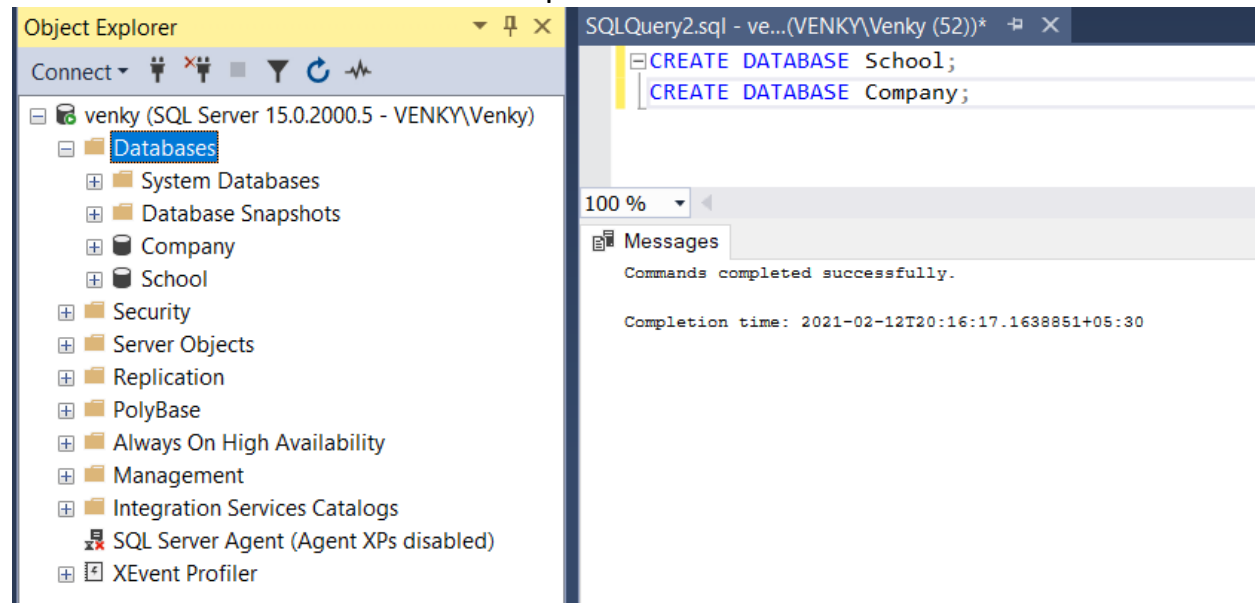 Object Explorer
Connect
venky (SQL Server 15.0.2000.5 - VENKY\Venky)
Databases
System Databases
Database Snapshots
Company
School
Security
Server Objects
Replication
PolyBase
Always On High Availability
Management
Integration Services Catalogs
SQL Server Agent (Agent XPs disabled)
XEvent Profiler
SQLQuery2.sql - ve...(VENKY\Venky (52))*
CREATE DATABASE School;
CREATE DATABASE Company;
100 %
Messages
Commands completed successfully.
Completion time: 2021-02-12T20:16:17.1638851+05:30